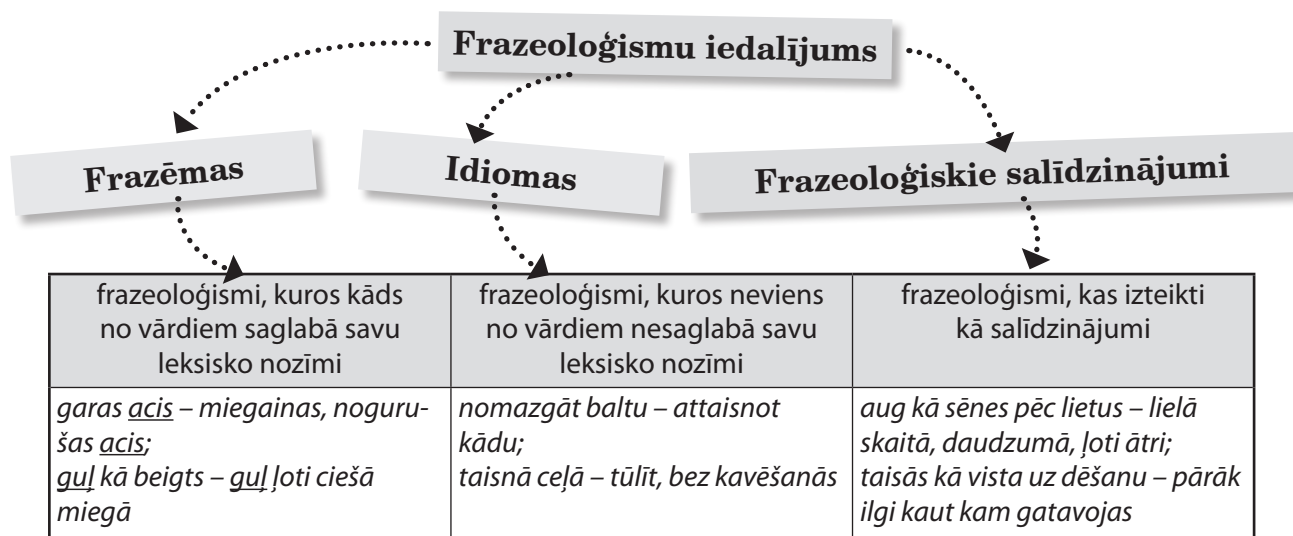 Frazeoloģismu iedalījums
Frazēmas
Idiomas
Frazeoloģiskie salīdzinājumi
frazeoloģismi, kuros kāds
no vārdiem saglabā savu
leksisko nozīmi
frazeoloģismi, kuros neviens
no vārdiem nesaglabā savu
leksisko nozīmi
frazeoloģismi, kas izteikti
kā salīdzinājumi
garas acis – miegainas, noguru-
šas acis;
guļ kā beigts – guļ ļoti ciešā
miegā
nomazgāt baltu – attaisnot
kādu;
taisnā ceļā – tūlīt, bez kavēšanās
aug kā sēnes pēc lietus – lielā
skaitā, daudzumā, ļoti ātri;
taisās kā vista uz dēšanu – pārāk
ilgi kaut kam gatavojas